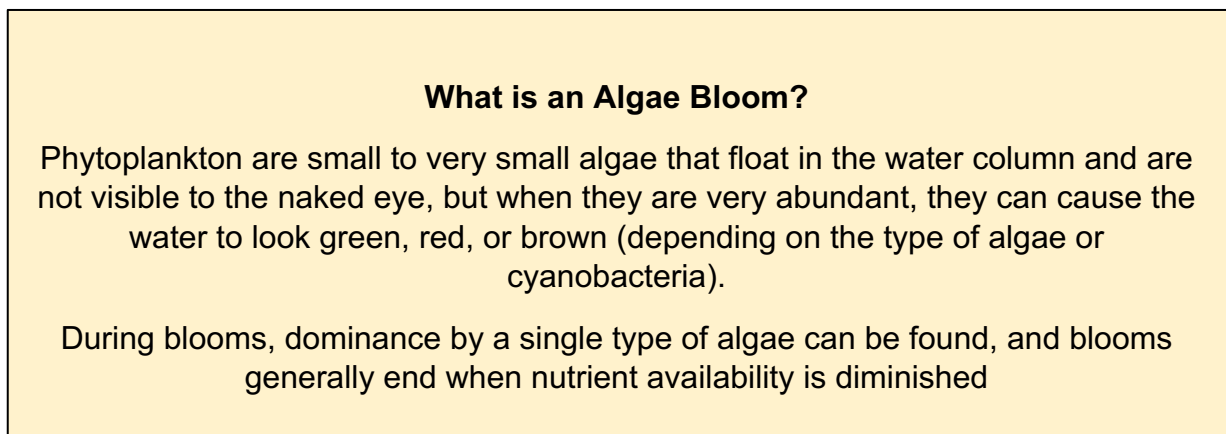 What is an Algae Bloom?
Phytoplankton are small to very small algae that float in the water column and are
not visible to the naked eye, but when they are very abundant, they can cause the
water to look green, red, or brown (depending on the type of algae or
cyanobacteria).
During blooms, dominance by a single type of algae can be found, and blooms
generally end when nutrient availability is diminished